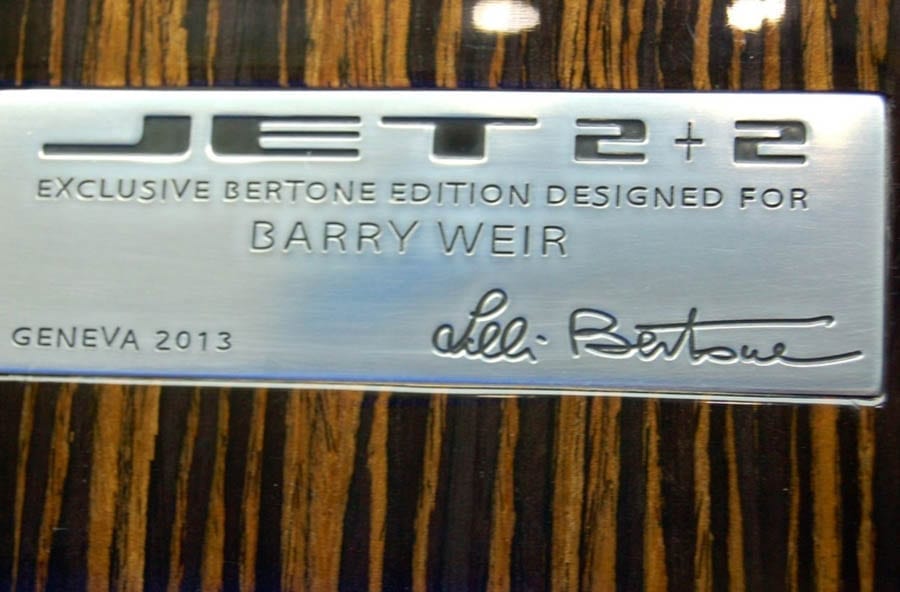 JET 2+2
EXCLUSIVE BERTONE EDITION DESIGNED FOR
BARRY WEIR
GENEVA 2013
Lilli Bertone